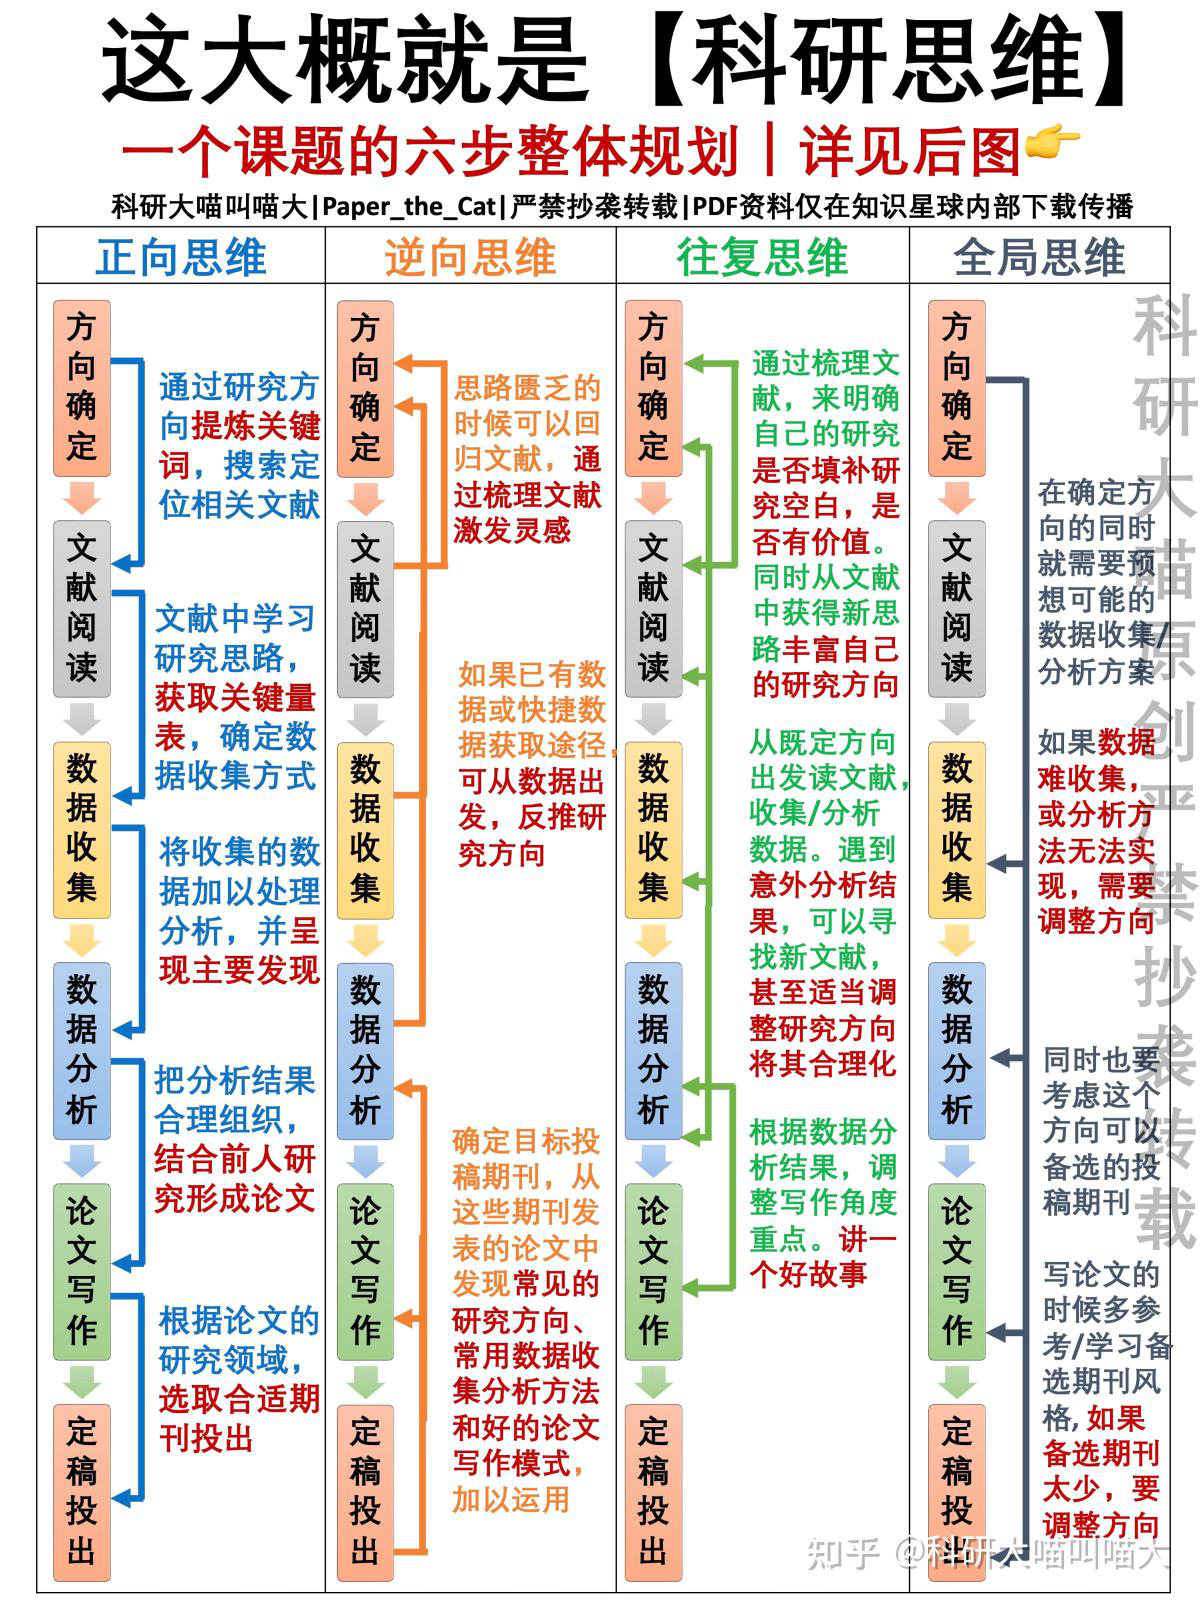 这大概就是【科研思维】
一个课题的六步整体规划｜详见后图
科研大喵叫喵大|Paper_the_Cat|严禁抄袭转载|PDF资料仅在知识星球内部下载传播
正向思维
方向确定
文献阅读
数据收集
数据分析
论文写作
定稿投出
通过研究方
向提炼关键
词，搜索定
位相关文献
文献中学习
研究思路，
获取关键量
表，确定数
据收集方式
将收集的数
据加以处理
分析，并呈
现主要发现
把分析结果
合理组织，
结合前人研
究形成论文
根据论文的
研究领域，
选取合适期
刊投出
逆向思维
方向确定
文献阅读
数据收集
数据分析
论文写作
定稿投出
思路匮乏的
时候可以回
归文献，通
过梳理文献
激发灵感
如果已有数
据或快捷数
据获取途径，
可从数据出
发，反推研
究方向
确定目标投
稿期刊，从
这些期刊发
表的论文中
发现常见的
研究方向、
常用数据收
集分析方法
和好的论文
写作模式，
加以运用
往复思维
方向确定
文献阅读
数据收集
数据分析
论文写作
定稿投出
通过梳理文
献，来明确
自己的研究
是否填补研
究空白，是
否有价值。
同时从文献
中获得新思
路丰富自己
的研究方向
从既定方向
出发读文献，
收集/分析
数据。遇到
意外分析结
果，可以寻
找新文献，
甚至适当调
整研究方向
将其合理化
根据数据分
析结果，调
整写作角度
重点。讲一
个好故事
全局思维
方向确定
文献阅读
数据收集
数据分析
论文写作
定稿投出
在确定方
向的同时
就需要预
想可能的
数据收集/
分析方案
如果数据
难收集，
或分析方
法无法实
现，需要
调整方向
同时也要
考虑这个
方向可以
备选的投
稿期刊
写论文的
时候多参
考/学习备
选期刊风
格,如果
备选期刊
太少，要
调整方向
科研大喵原创严禁抄袭转载
知乎 @科研大喵叫喵大